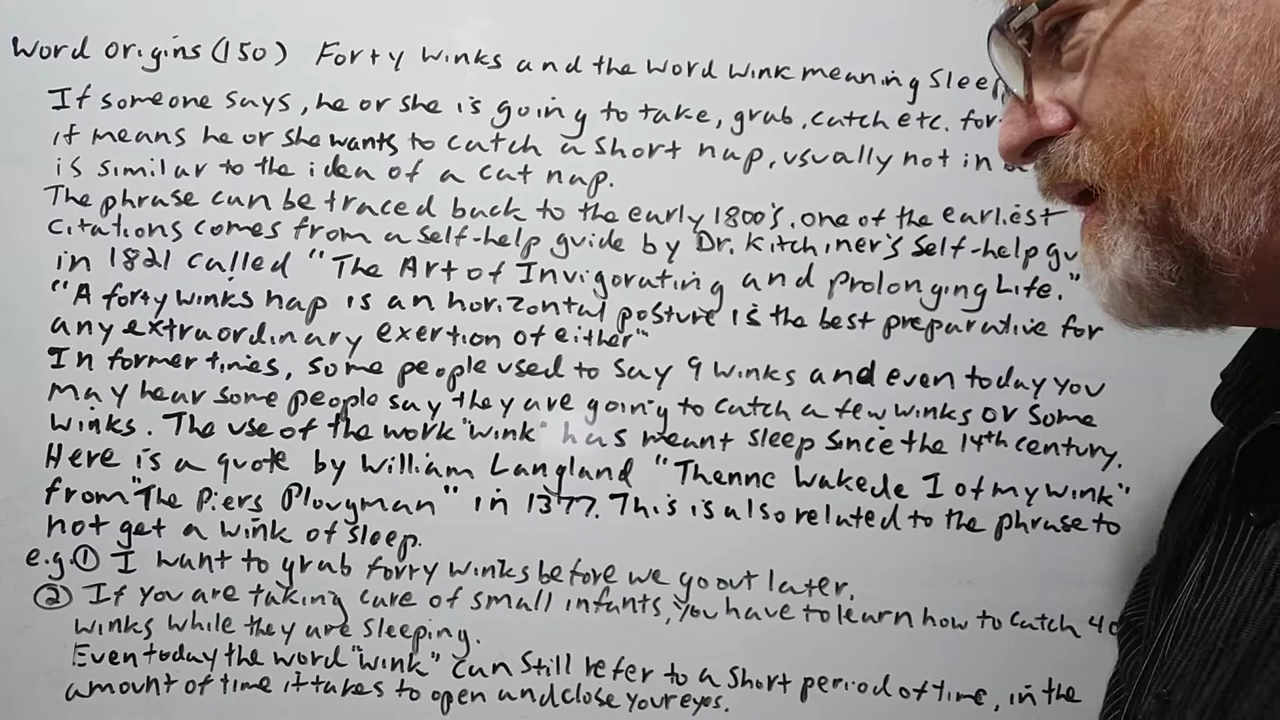 Word Origins (150) Forty Winks and the word wink meaning Sleep
If someone says, he or she is going to take, grab, catch etc. for
it means he or she wants to catch a short nap, usually not in
is similar to the idea of a cat nap.
The phrase can be traced back to the early 1800's. one of the earliest
citations comes from a self-help guide by Dr. Kitchiner's self-help gu
in 1821 called "The Art of Invigorating and Prolonging Life."
"A forty winks nap is an horizontal posture is the best preparative for
any extraordinary exertion of either"
In former times, some people used to say 9 winks and even today you
may hear some people say they are going to catch a few winks or some
winks. The use of the work "wink" has meant sleep since the 14th century.
Here is a quote by William Langland "Thenne Wakede I of my wink"
from "The Piers Plowman" in 1377. This is also related to the phrase to
not get a wink of sleep.
e.g. ① I want to grab forty winks before we go out later.
② If you are taking care of small infants, you have to learn how to catch 40
winks while they are sleeping.
Even today the word "wink" can still refer to a short period of time, in the
amount of time it takes to open and close your eyes.